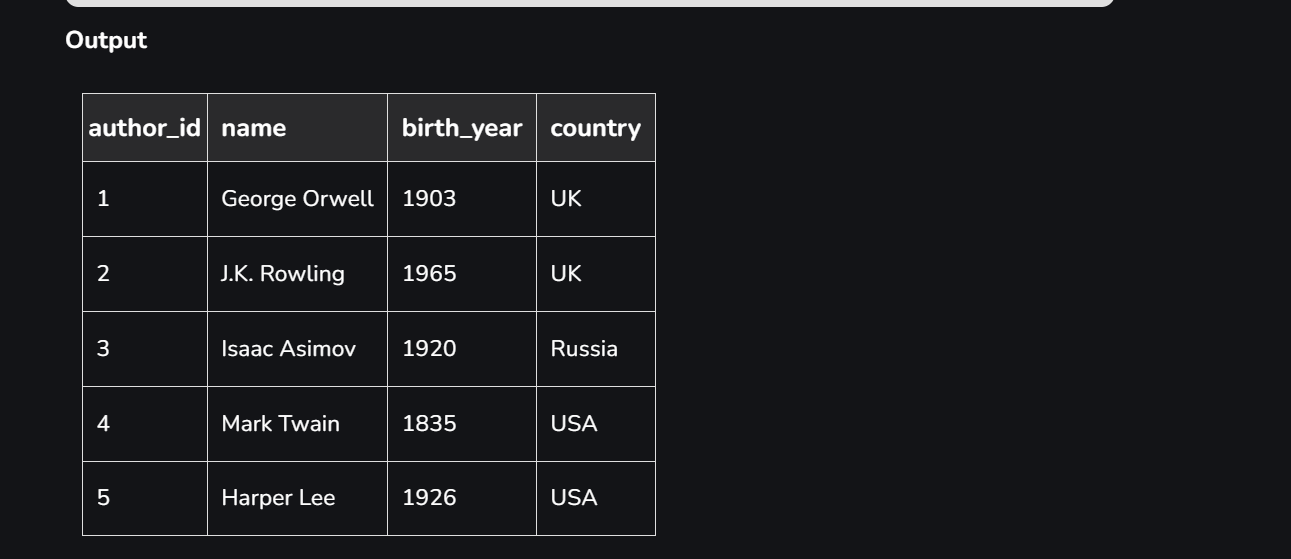 Output
author_id name birth_year country
1 George Orwell 1903 UK
2 J.K. Rowling 1965 UK
3 Isaac Asimov 1920 Russia
4 Mark Twain 1835 USA
5 Harper Lee 1926 USA